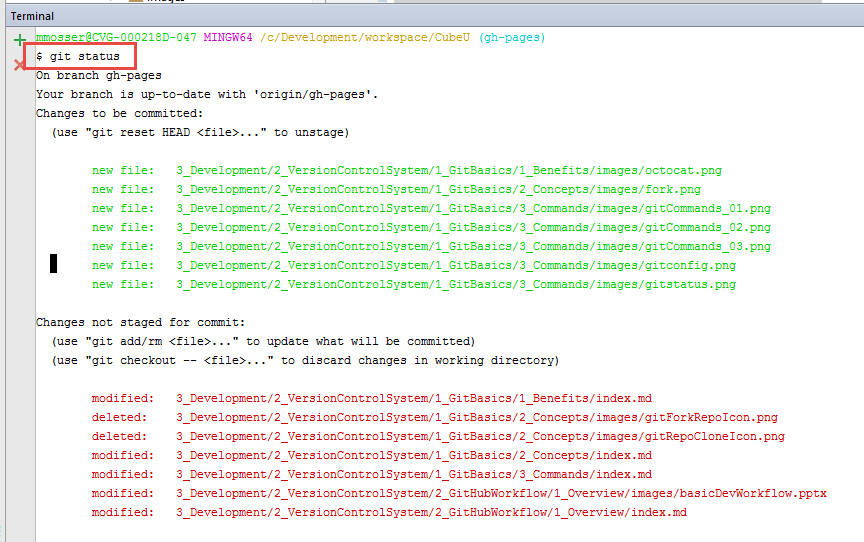 Terminal
mmosser@CVG-000218D-047 MINGW64 /c/Development/workspace/CubeU (gh-pages)
$ git status
On branch gh-pages
Your branch is up-to-date with 'origin/gh-pages'.
Changes to be committed:
  (use "git reset HEAD <file>..." to unstage)

        new file:   3_Development/2_VersionControlSystem/1_GitBasics/1_Benefits/images/octocat.png
        new file:   3_Development/2_VersionControlSystem/1_GitBasics/2_Concepts/images/fork.png
        new file:   3_Development/2_VersionControlSystem/1_GitBasics/3_Commands/images/gitCommands_01.png
        new file:   3_Development/2_VersionControlSystem/1_GitBasics/3_Commands/images/gitCommands_02.png
        new file:   3_Development/2_VersionControlSystem/1_GitBasics/3_Commands/images/gitCommands_03.png
        new file:   3_Development/2_VersionControlSystem/1_GitBasics/3_Commands/images/gitconfig.png
        new file:   3_Development/2_VersionControlSystem/1_GitBasics/3_Commands/images/gitstatus.png

Changes not staged for commit:
  (use "git add/rm <file>..." to update what will be committed)
  (use "git checkout -- <file>..." to discard changes in working directory)

        modified:   3_Development/2_VersionControlSystem/1_GitBasics/1_Benefits/index.md
        deleted:    3_Development/2_VersionControlSystem/1_GitBasics/2_Concepts/images/gitForkRepoIcon.png
        deleted:    3_Development/2_VersionControlSystem/1_GitBasics/2_Concepts/images/gitRepoCloneIcon.png
        modified:   3_Development/2_VersionControlSystem/1_GitBasics/2_Concepts/index.md
        modified:   3_Development/2_VersionControlSystem/1_GitBasics/3_Commands/index.md
        modified:   3_Development/2_VersionControlSystem/2_GitHubWorkflow/1_Overview/images/basicDevWorkflow.pptx
        modified:   3_Development/2_VersionControlSystem/2_GitHubWorkflow/1_Overview/index.md